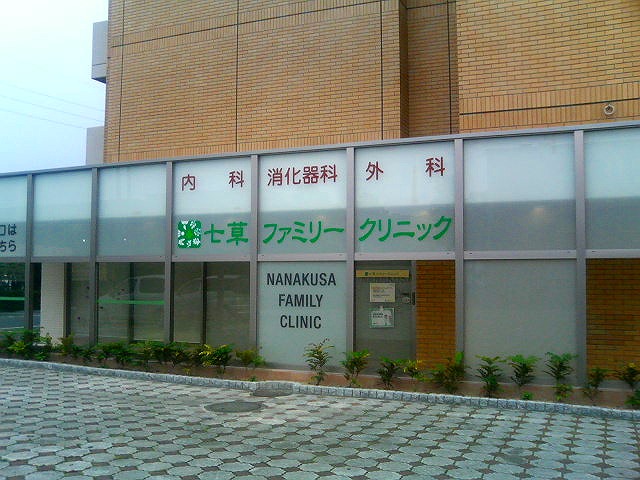 内科 消化器科 外科
七草ファミリークリニック
口は
ちら
NANAKUSA
FAMILY
CLINIC